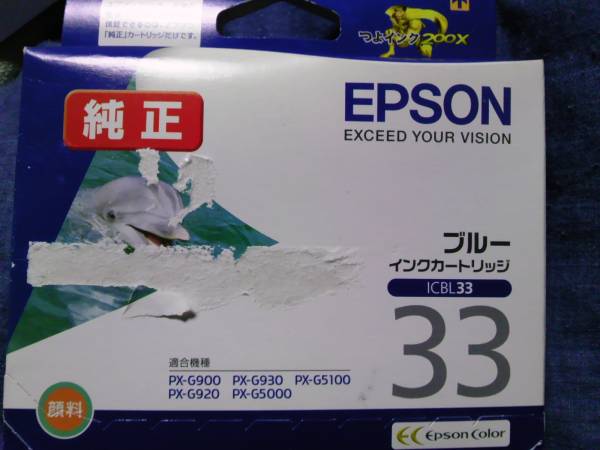 「純正」カートリッジだけです。
つよインク200X
純正
EPSON
EXCEED YOUR VISION
ブルー
インクカートリッジ
ICBL33
33
適合機種
PX-G900 PX-G930 PX-G5100
PX-G920 PX-G5000
顔料
EC EPSON COLOR